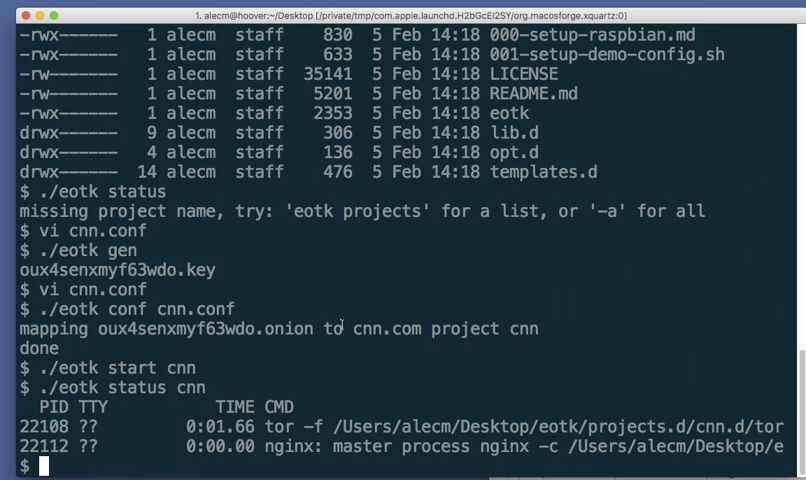 1. alecm@hoover:~/Desktop [/private/tmp/com.apple.launchd.H2bGcEl2SY/org.macosforge.xquartz:0]
-rwx------ 1 alecm staff 830 5 Feb 14:18 000-setup-raspbian.md
-rwx------ 1 alecm staff 633 5 Feb 14:18 001-setup-demo-config.sh
-rw------- 1 alecm staff 35141 5 Feb 14:18 LICENSE
-rw------- 1 alecm staff 5201 5 Feb 14:18 README.md
-rwx------ 1 alecm staff 2353 5 Feb 14:18 eotk
drwx------ 9 alecm staff 306 5 Feb 14:18 lib.d
drwx------ 4 alecm staff 136 5 Feb 14:18 opt.d
drwx------ 14 alecm staff 476 5 Feb 14:18 templates.d
$ ./eotk status
missing project name, try: 'eotk projects' for a list, or '-a' for all
$ vi cnn.conf
$ ./eotk gen
oux4senxmyf63wdo.key
$ vi cnn.conf
$ ./eotk conf cnn.conf
mapping oux4senxmyf63wdo.onion to cnn.com project cnn
done
$ ./eotk start cnn
$ ./eotk status cnn
PID TTY TIME CMD
22108 ?? 0:01.66 tor -f /Users/alecm/Desktop/eotk/projects.d/cnn.d/tor
22112 ?? 0:00.00 nginx: master process nginx -c /Users/alecm/Desktop/e
$